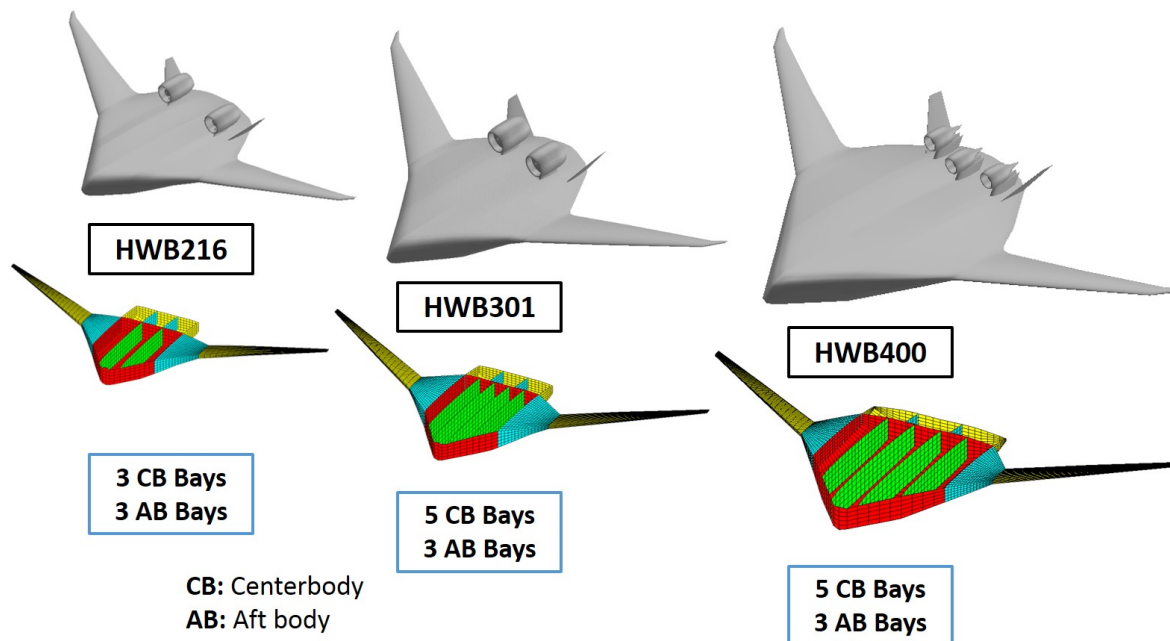 HWB216
HWB301
HWB400
3 CB Bays
3 AB Bays
5 CB Bays
3 AB Bays
5 CB Bays
3 AB Bays
CB: Centerbody
AB: Aft body